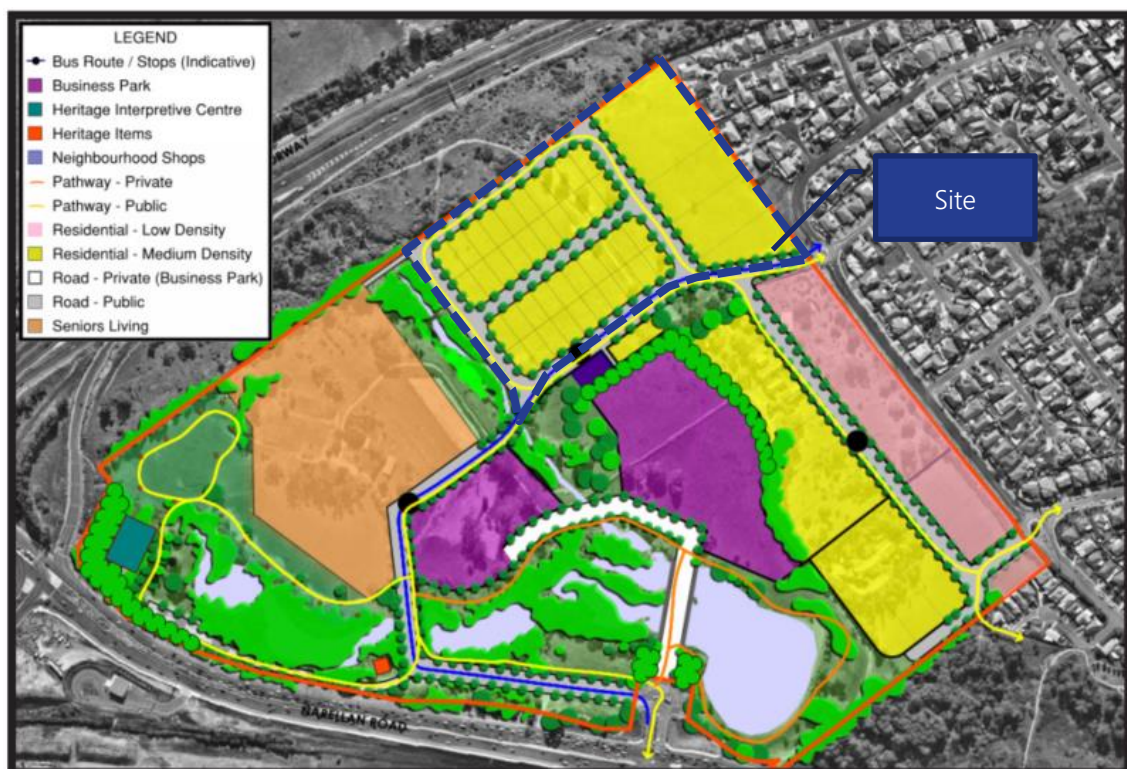 LEGEND
Bus Route / Stops (Indicative)
Business Park
Heritage Interpretive Centre
Heritage Items
Neighbourhood Shops
Pathway - Private
Pathway - Public
Residential - Low Density
Residential - Medium Density
Road - Private (Business Park)
Road - Public
Seniors Living
Site
NARELLAN ROAD